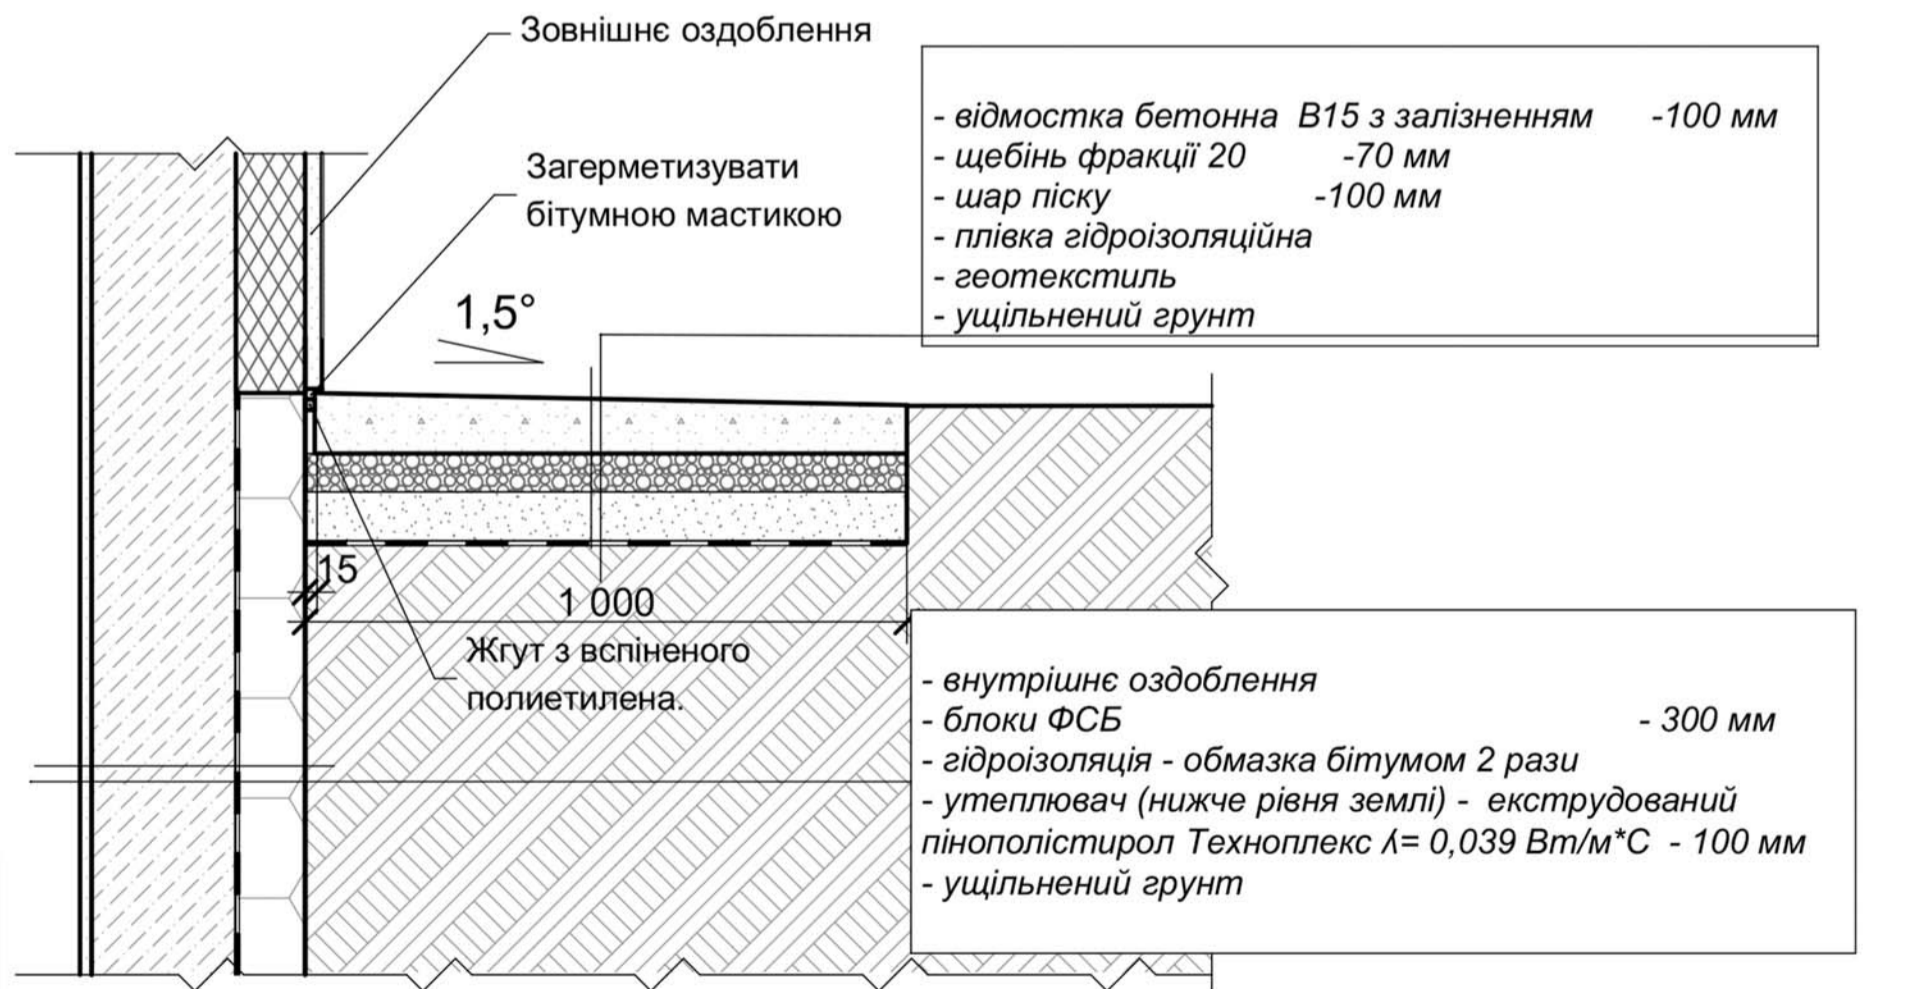 Зовнішнє оздоблення
Загерметизувати
бітумною мастикою
1,5°
- відмостка бетонна В15 з залізненням -100 мм
- щебінь фракції 20 -70 мм
- шар піску -100 мм
- плівка гідроізоляційна
- геотекстиль
- ущільнений грунт
15
1 000
Жгут з вспіненого
полиетилена.
- внутрішнє оздоблення
- блоки ФСБ - 300 мм
- гідроізоляція - обмазка бітумом 2 рази
- утеплювач (нижче рівня землі) - екструдований
пінополістирол Техноплекс λ= 0,039 Вт/м*С - 100 мм
- ущільнений грунт